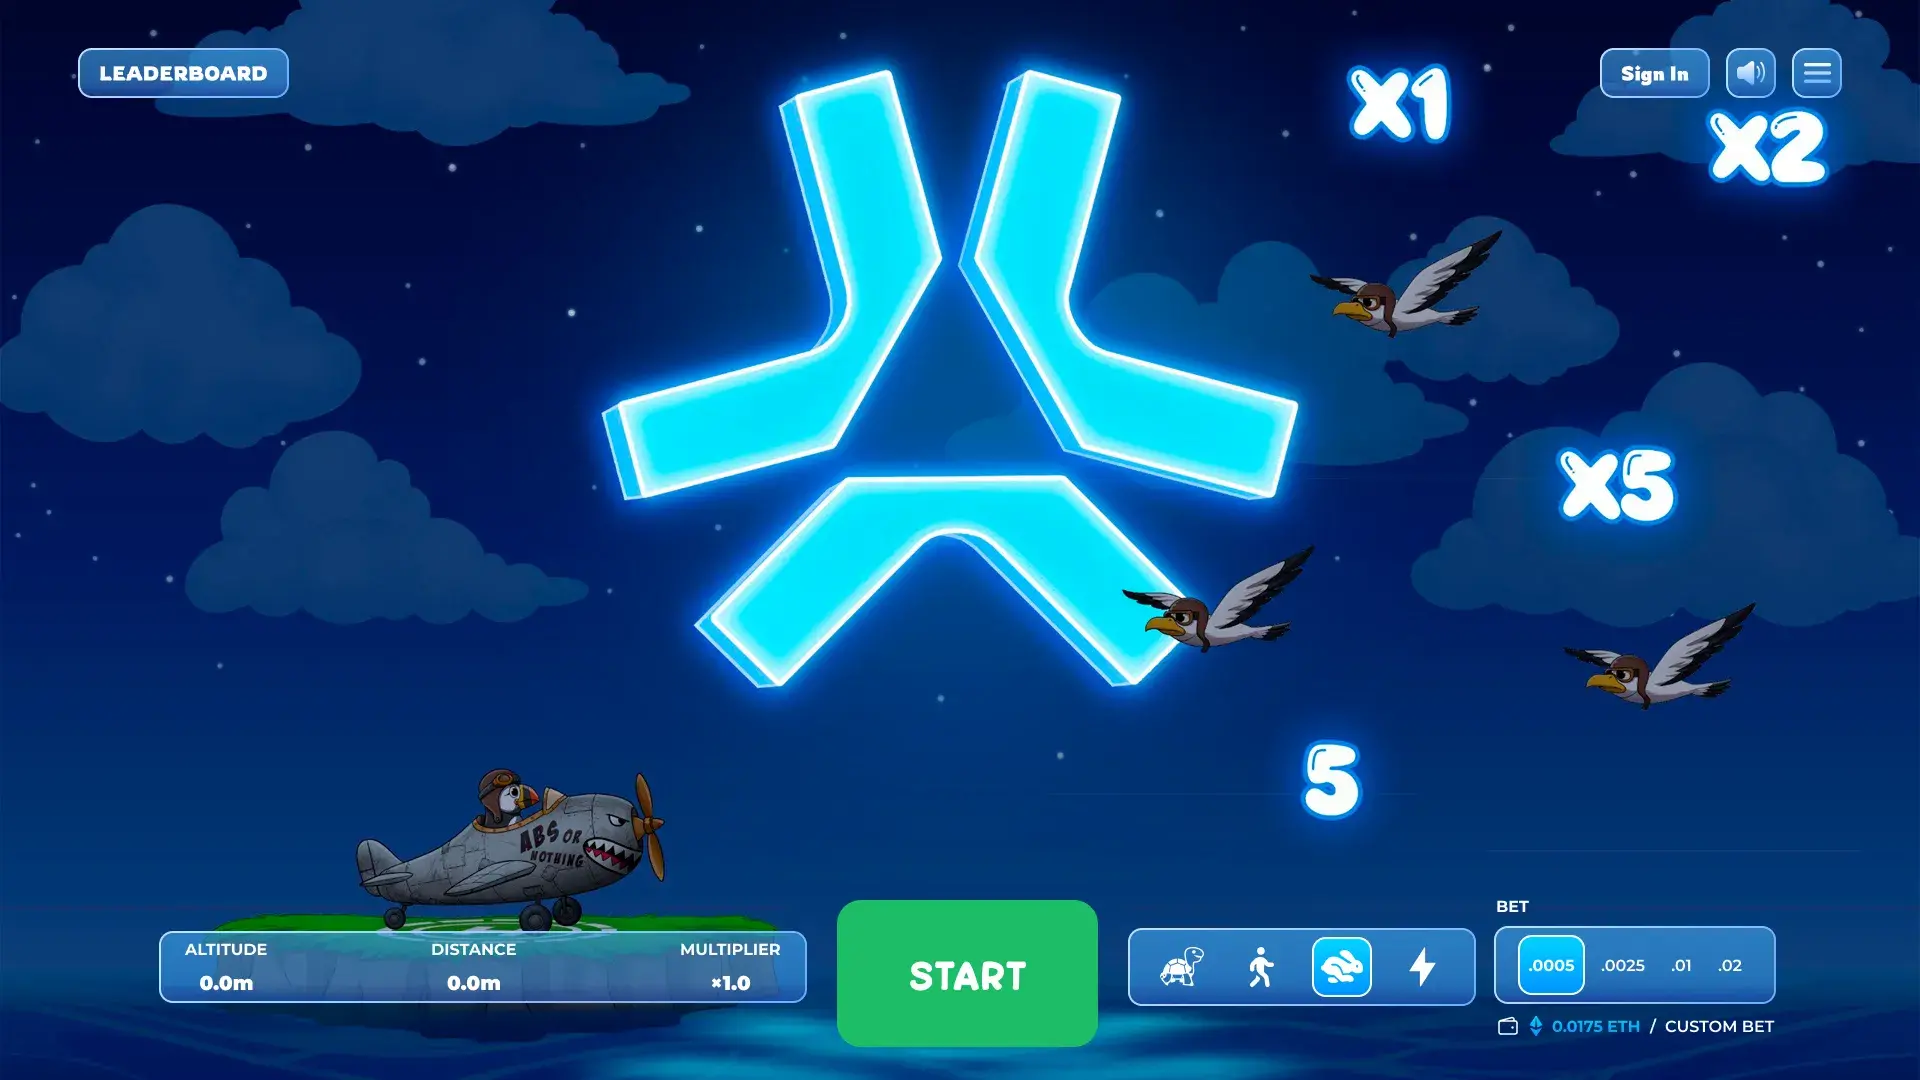 LEADERBOARD
Sign In
X1
X2
X5
5
ABS OR
NOTHING
ALTITUDE
0.0m
DISTANCE
0.0m
MULTIPLIER
×1.0
START
BET
.0005
.0025
.01
.02
0.0175 ETH / CUSTOM BET